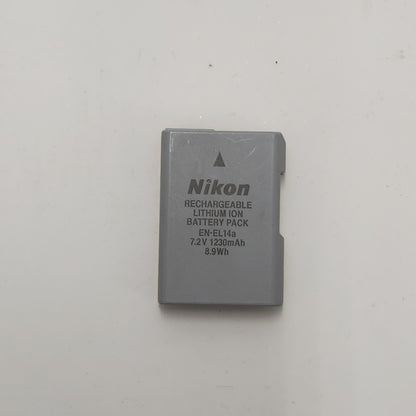 Nikon
RECHARGEABLE
LITHIUM ION
BATTERY PACK
EN-EL14a
7.2V 1230mAh
8.9Wh